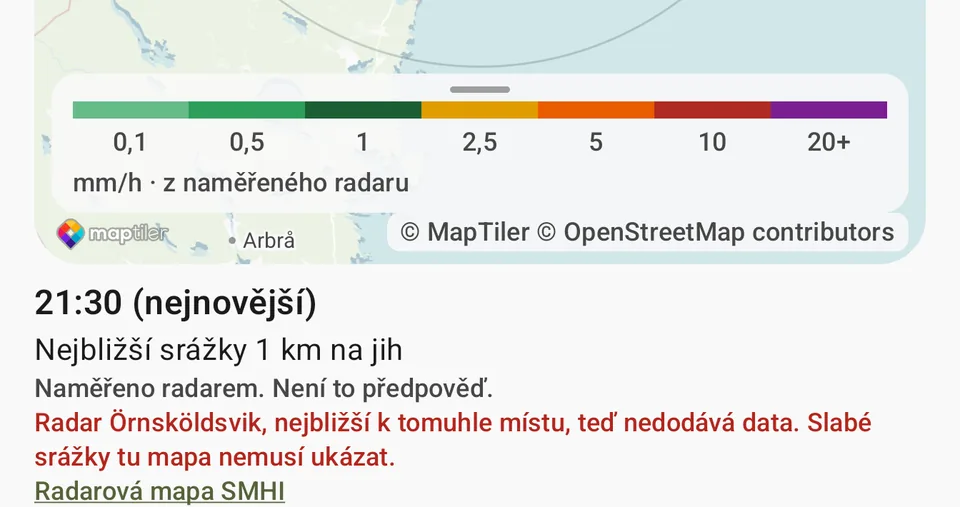 0,1 0,5 1 2,5 5 10 20+
mm/h · z naměřeného radaru
maptiler
Arbrå
© MapTiler © OpenStreetMap contributors
21:30 (nejnovější)
Nejbližší srážky 1 km na jih
Naměřeno radarem. Není to předpověď.
Radar Örnsköldsvik, nejbližší k tomuhle místu, teď nedodává data. Slabé
srážky tu mapa nemusí ukázat.
Radarová mapa SMHI